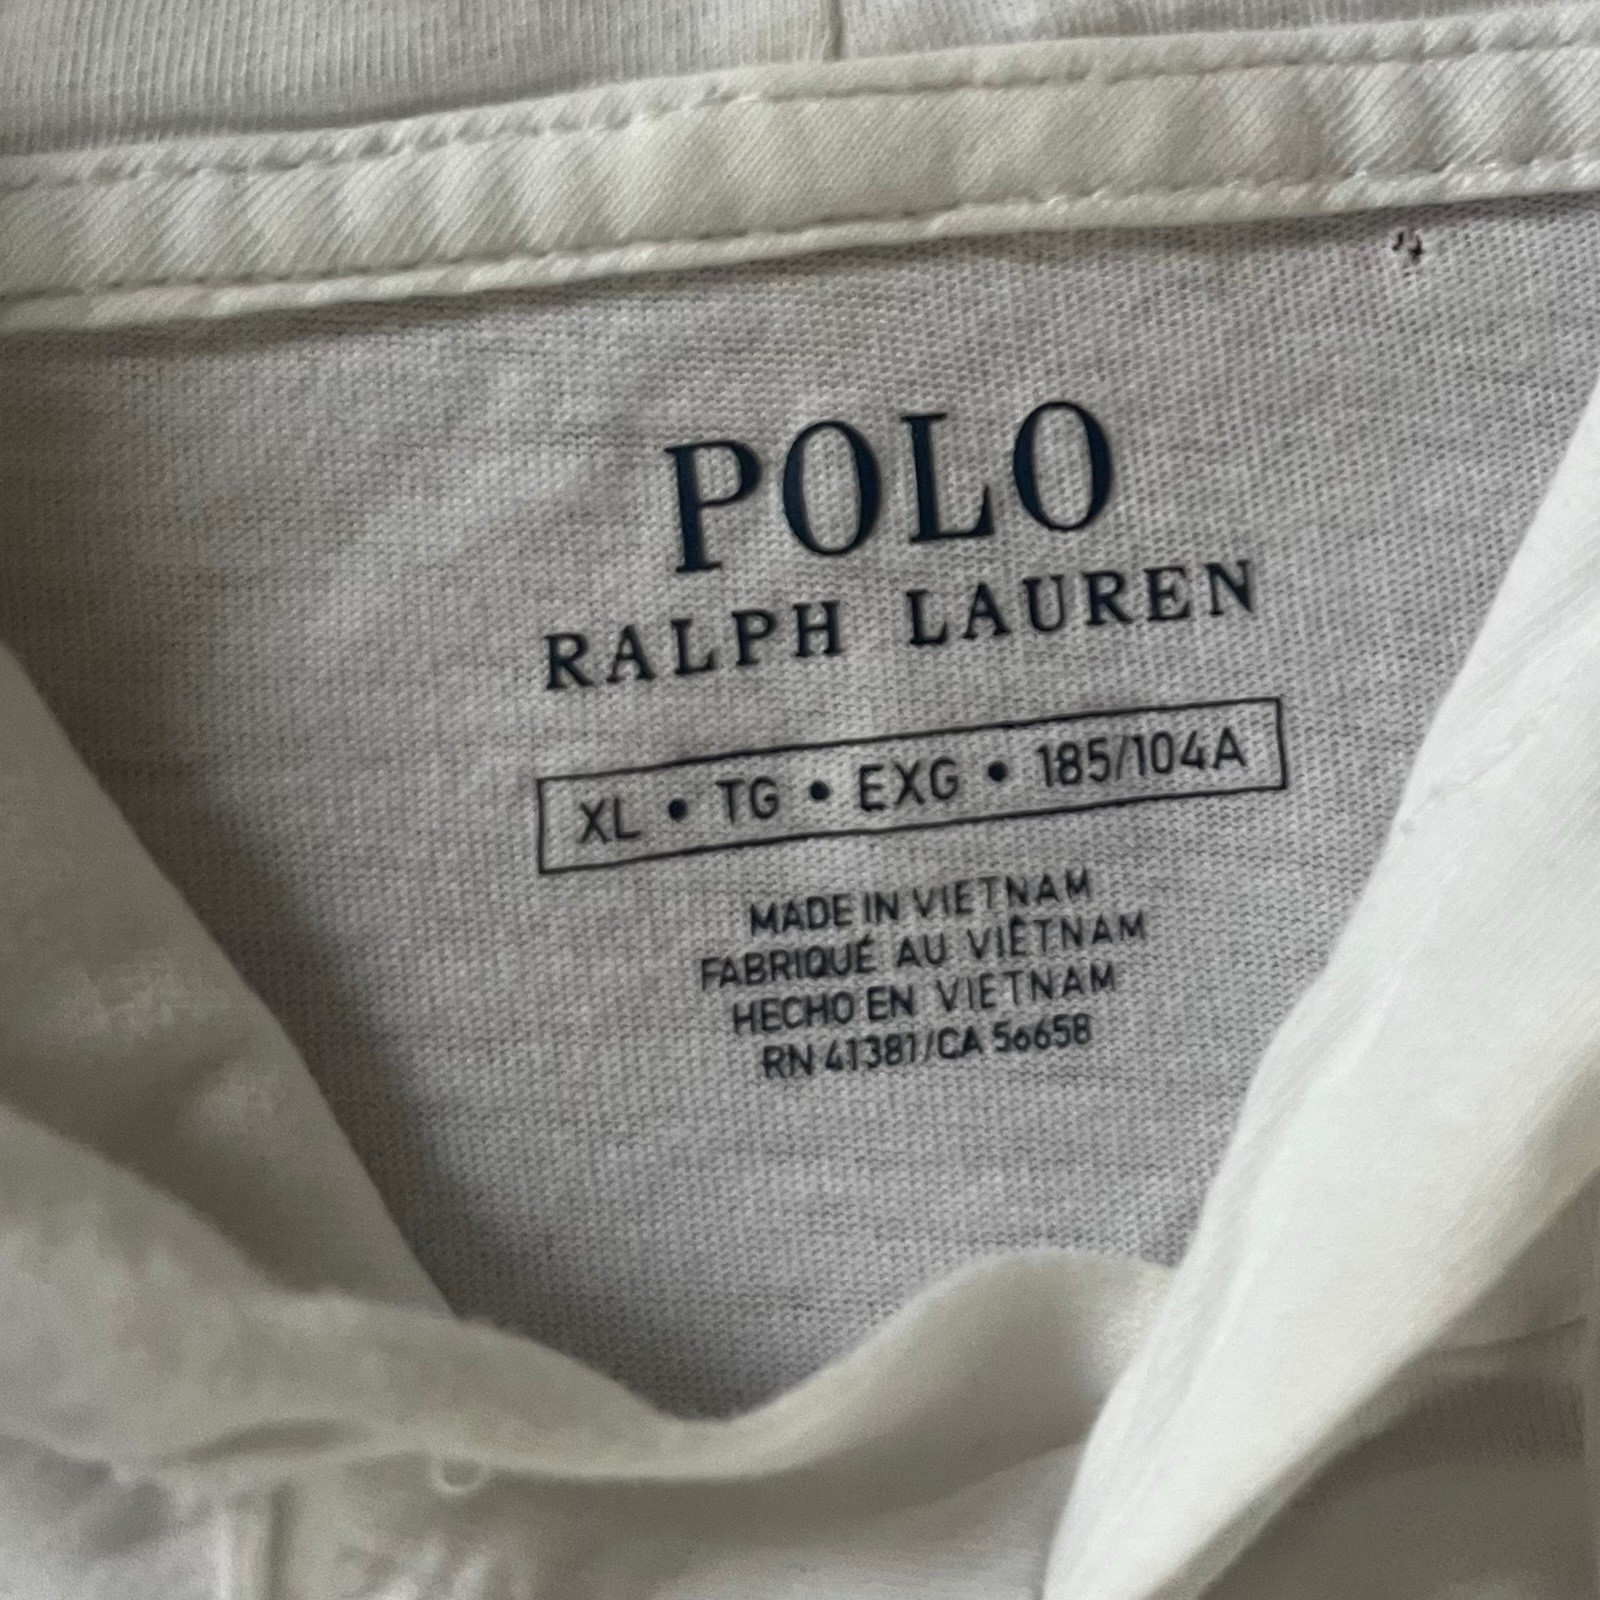 POLO
RALPH LAUREN
XL • TG • EXG • 185/104A
MADE IN VIETNAM
FABRIQUÉ AU VIÊTNAM
HECHO EN VIETNAM
RN 41381/CA 56658